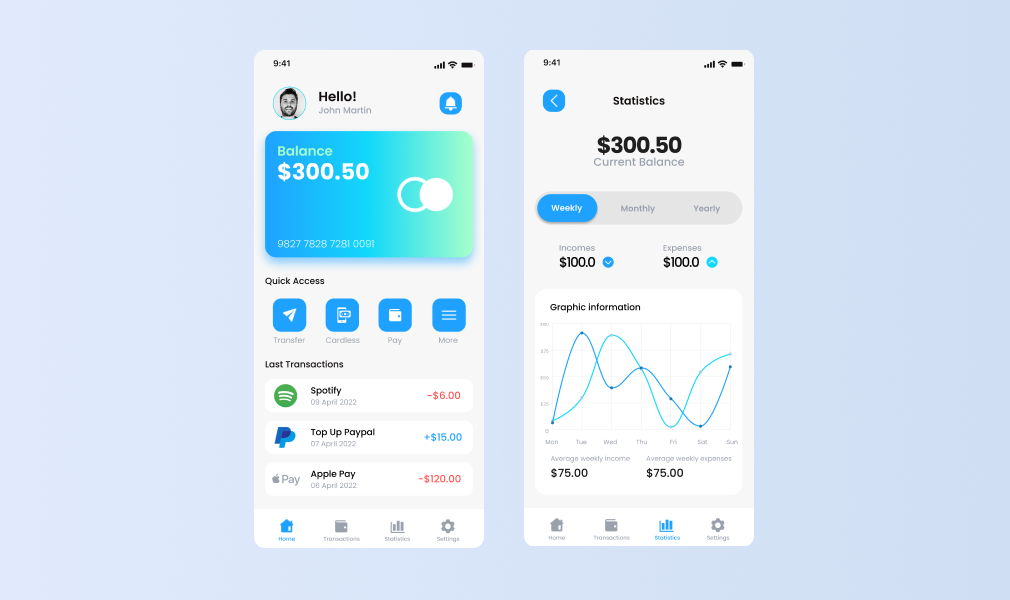 9:41
Hello!
John Martin
Balance
$300.50
9827 7828 7281 0091
Quick Access
Transfer Cardless Pay More
Last Transactions
Spotify
09 April 2022
-$6.00
Top Up Paypal
07 April 2022
+$15.00
Pay
Apple Pay
06 April 2022
-$120.00
Home Transactions Statistics Settings
9:41
Statistics
$300.50
Current Balance
Weekly Monthly Yearly
Incomes Expenses
$100.0 $100.0
Graphic information
$75
$25
0
Mon Tue Wed Thu Fri Sat Sun
Average weekly income Average weekly expenses
$75.00 $75.00
Home Transactions Statistics Settings